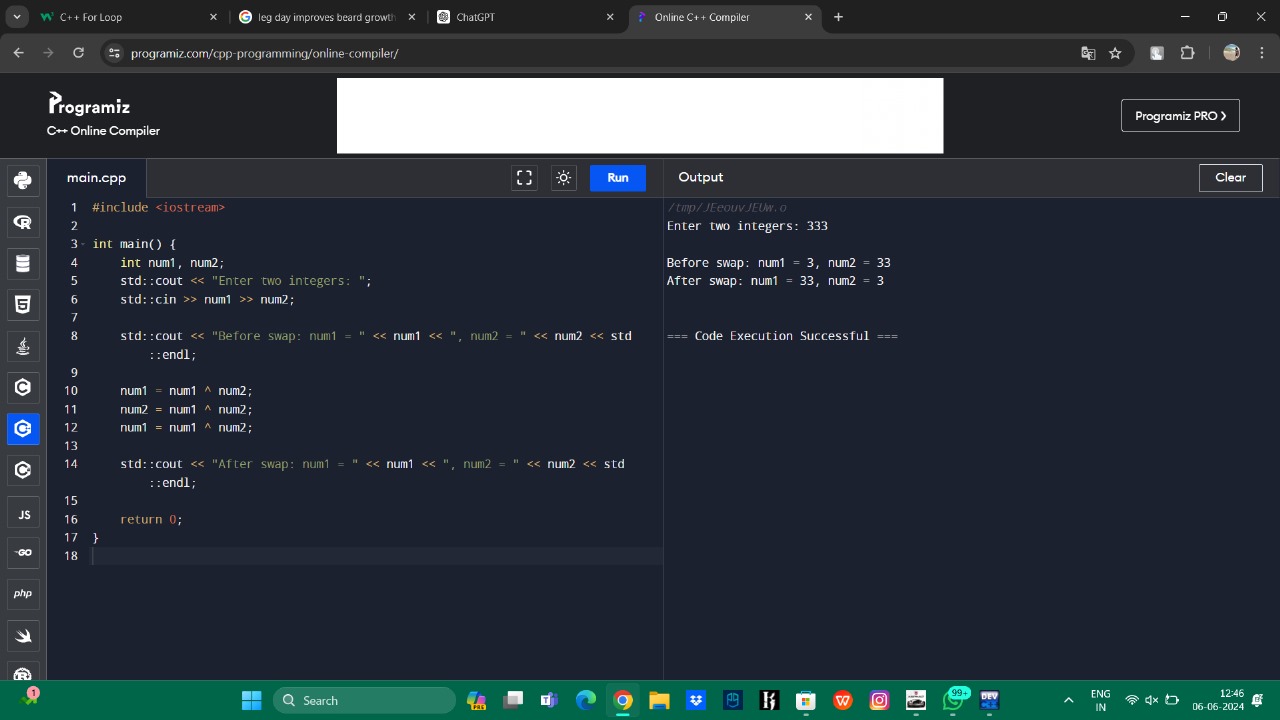 C++ For Loop
leg day improves beard growth
ChatGPT
Online C++ Compiler
programiz.com/cpp-programming/online-compiler/
Programiz
C++ Online Compiler
Programiz PRO ❯
main.cpp
Run
Output
Clear
1 #include <iostream>
2
3 int main() {
4 int num1, num2;
5 std::cout << "Enter two integers: ";
6 std::cin >> num1 >> num2;
7
8 std::cout << "Before swap: num1 = " << num1 << ", num2 = " << num2 << std
::endl;
9
10 num1 = num1 ^ num2;
11 num2 = num1 ^ num2;
12 num1 = num1 ^ num2;
13
14 std::cout << "After swap: num1 = " << num1 << ", num2 = " << num2 << std
::endl;
15
16 return 0;
17 }
18
/tmp/JEeouvJEUw.o
Enter two integers: 333
Before swap: num1 = 3, num2 = 33
After swap: num1 = 33, num2 = 3
=== Code Execution Successful ===
JS
GO
php
1
Search
PRE
99+
DEV
ENG
IN
12:46
06-06-2024